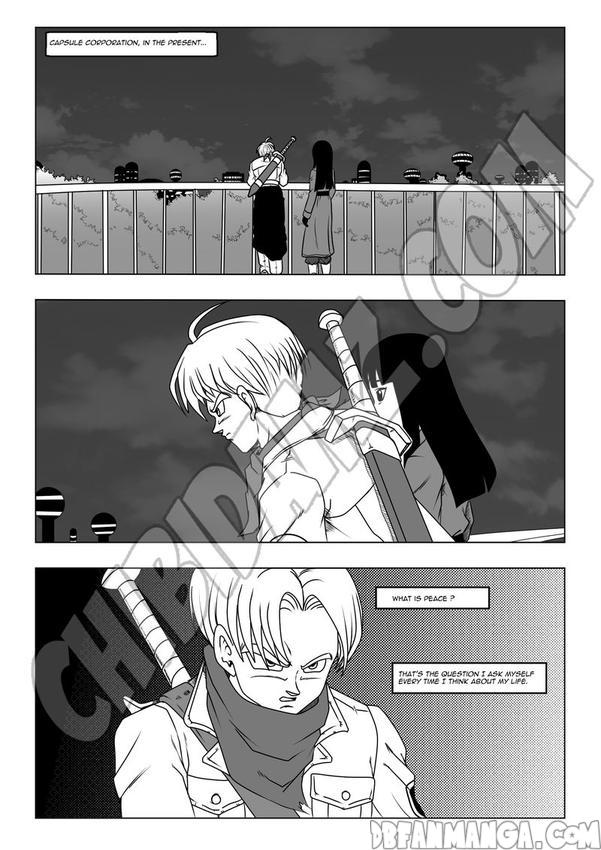 CAPSULE CORPORATION, IN THE PRESENT...
CHIBIDAMZ.COM
WHAT IS PEACE ?
THAT'S THE QUESTION I ASK MYSELF
EVERY TIME I THINK ABOUT MY LIFE.
DBFANMANGA.COM